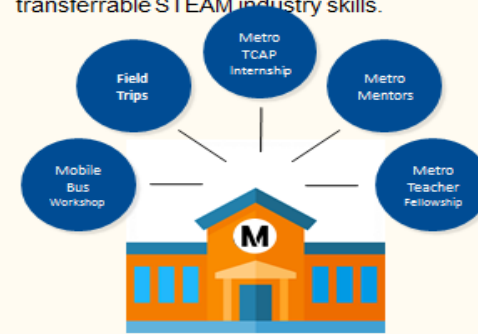 transferrable STEAM industry skills.
Metro
TCAP
Internship
Field
Trips
Metro
Mentors
Mobile
Bus
Workshop
Metro
Teacher
Fellowship
M